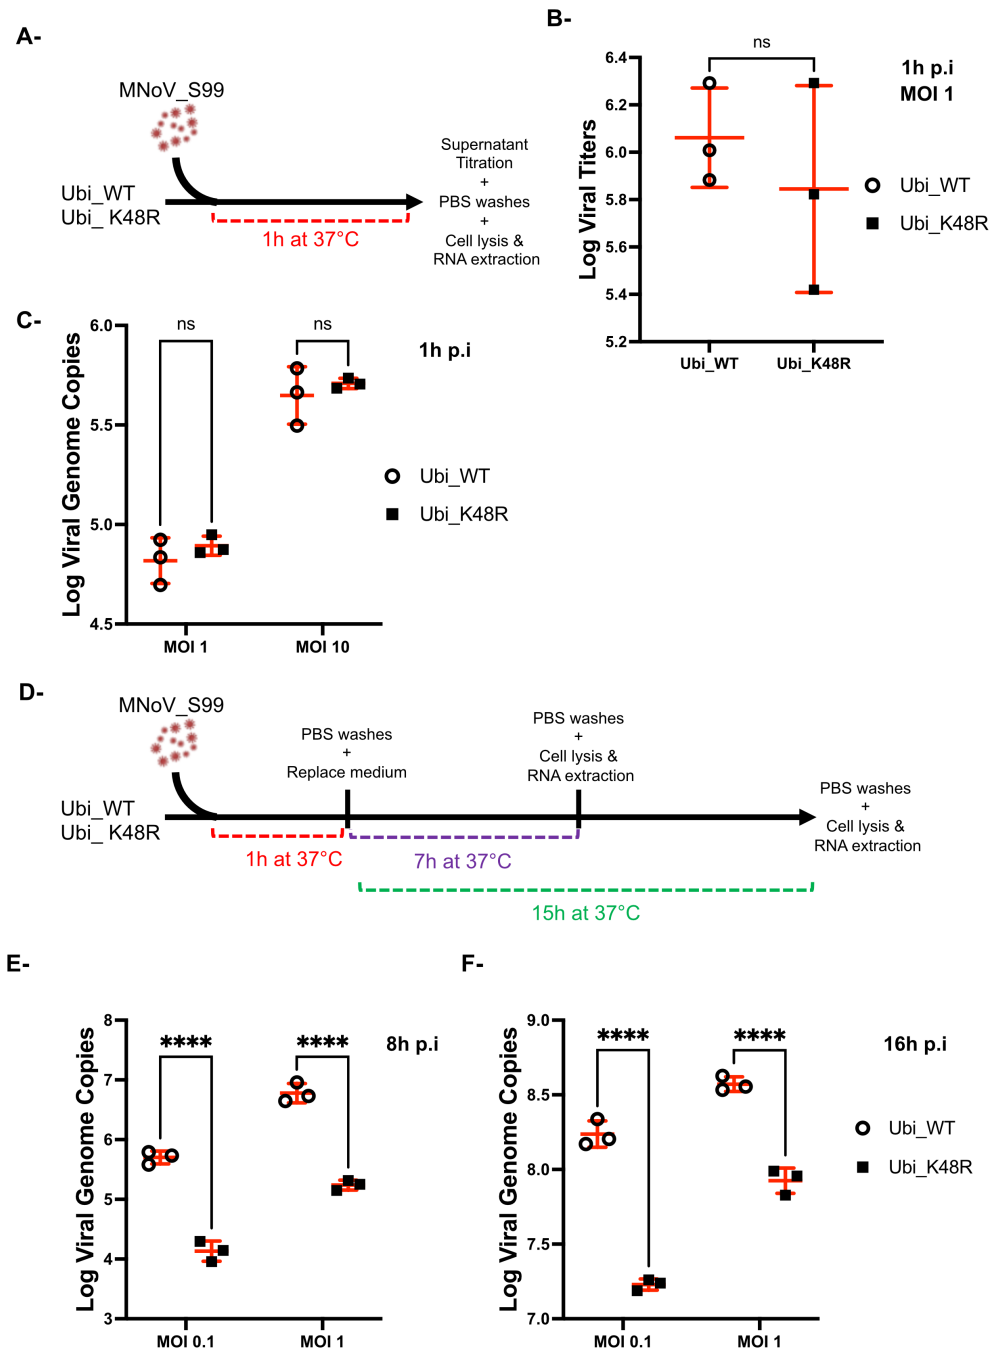 A-
MNoV_S99
Ubi_WT
Ubi_ K48R
1h at 37°C
Supernatant
Titration
+
PBS washes
+
Cell lysis &
RNA extraction
B-
ns
1h p.i
MOI 1
Log Viral Titers
6.4
6.2
6.0
5.8
5.6
5.4
5.2
Ubi_WT
Ubi_K48R
Ubi_WT
Ubi_K48R
C-
ns
ns
1h p.i
Log Viral Genome Copies
6.0
5.5
5.0
4.5
MOI 1
MOI 10
Ubi_WT
Ubi_K48R
D-
MNoV_S99
Ubi_WT
Ubi_ K48R
PBS washes
+
Replace medium
PBS washes
+
Cell lysis &
RNA extraction
PBS washes
+
Cell lysis &
RNA extraction
1h at 37°C
7h at 37°C
15h at 37°C
E-
8h p.i
Log Viral Genome Copies
8
7
6
5
4
3
****
****
MOI 0.1
MOI 1
F-
16h p.i
Log Viral Genome Copies
9.0
8.5
8.0
7.5
7.0
****
****
MOI 0.1
MOI 1
Ubi_WT
Ubi_K48R